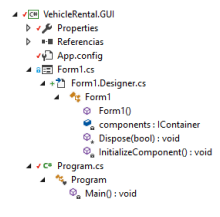 VehicleRental.GUI
Properties
Referencias
App.config
Form1.cs
Form1.Designer.cs
Form1
Form1()
components : IContainer
Dispose(bool) : void
InitializeComponent() : void
Program.cs
Program
Main() : void